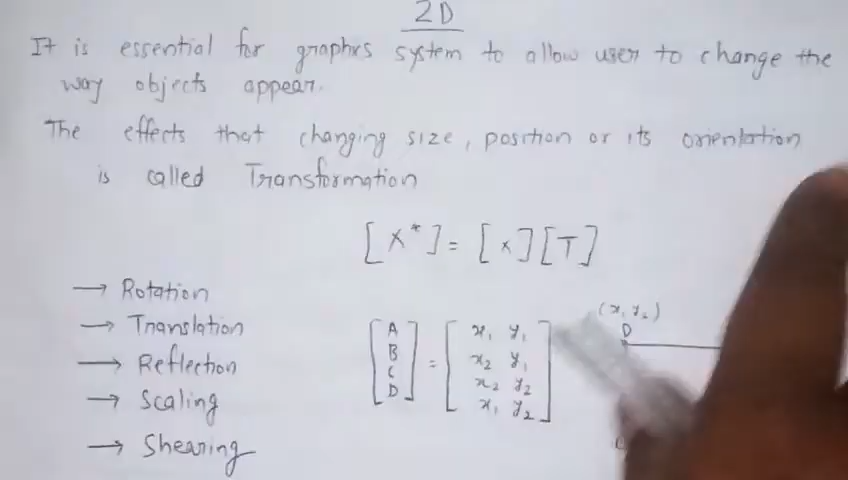 2D
It is essential for graphics system to allow user to change the
way objects appear.
The effects that changing size, position or its orientation
is called Transformation
[X*] = [x][T]
→ Rotation
→ Translation
→ Reflection
→ Scaling
→ Shearing
[A B C D] = [x₁ y₁
x₂ y₁
x₂ y₂
x₁ y₂]
(x₁ y₂)
D